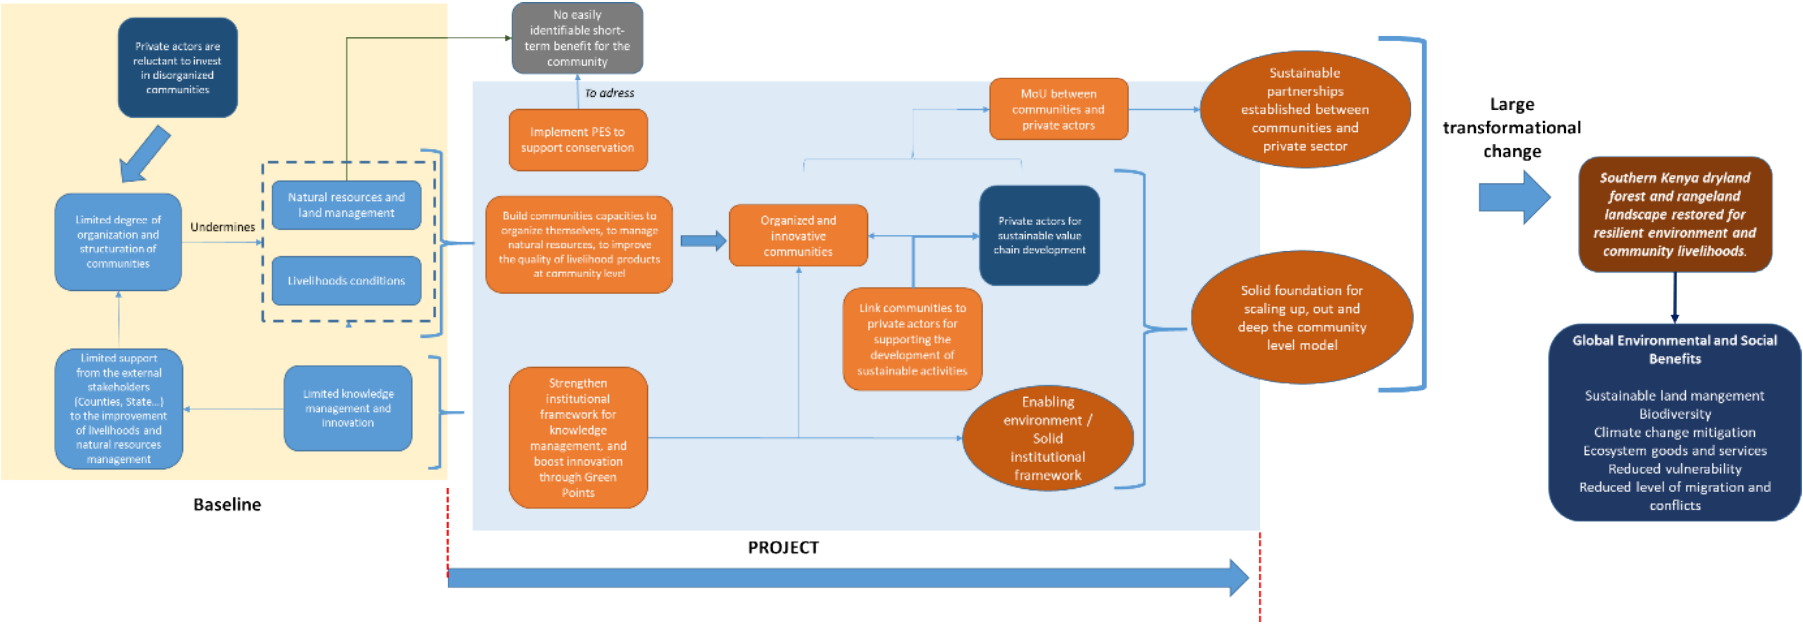 Private actors are
reluctant to invest
in disorganized
communities
Limited degree of
organization and
structuration of
communities
Undermines
Natural resources and
land management
Livelihoods conditions
Limited support
from the external
stakeholders
(Counties, State...)
to the improvement
of livelihoods and
natural resources
management
Limited knowledge
management and
innovation
Baseline
No easily
identifiable short-
term benefit for the
community
To adress
Implement PES to
support conservation
Build communities capacities to
organize themselves, to manage
natural resources, to improve
the quality of livelihood products
at community level
Strengthen
institutional
framework for
knowledge
management, and
boost innovation
through Green
Points
Organized and
innovative
communities
Link communities to
private actors for
supporting the
development of
sustainable activities
MoU between
communities and
private actors
Private actors for
sustainable value
chain development
Enabling
environment /
Solid
institutional
framework
Sustainable
partnerships
established between
communities and
private sector
Solid foundation for
scaling up, out and
deep the community
level model
PROJECT
Large
transformational
change
Southern Kenya dryland
forest and rangeland
landscape restored for
resilient environment and
community livelihoods.
Global Environmental and Social
Benefits
Sustainable land mangement
Biodiversity
Climate change mitigation
Ecosystem goods and services
Reduced vulnerability
Reduced level of migration and
conflicts